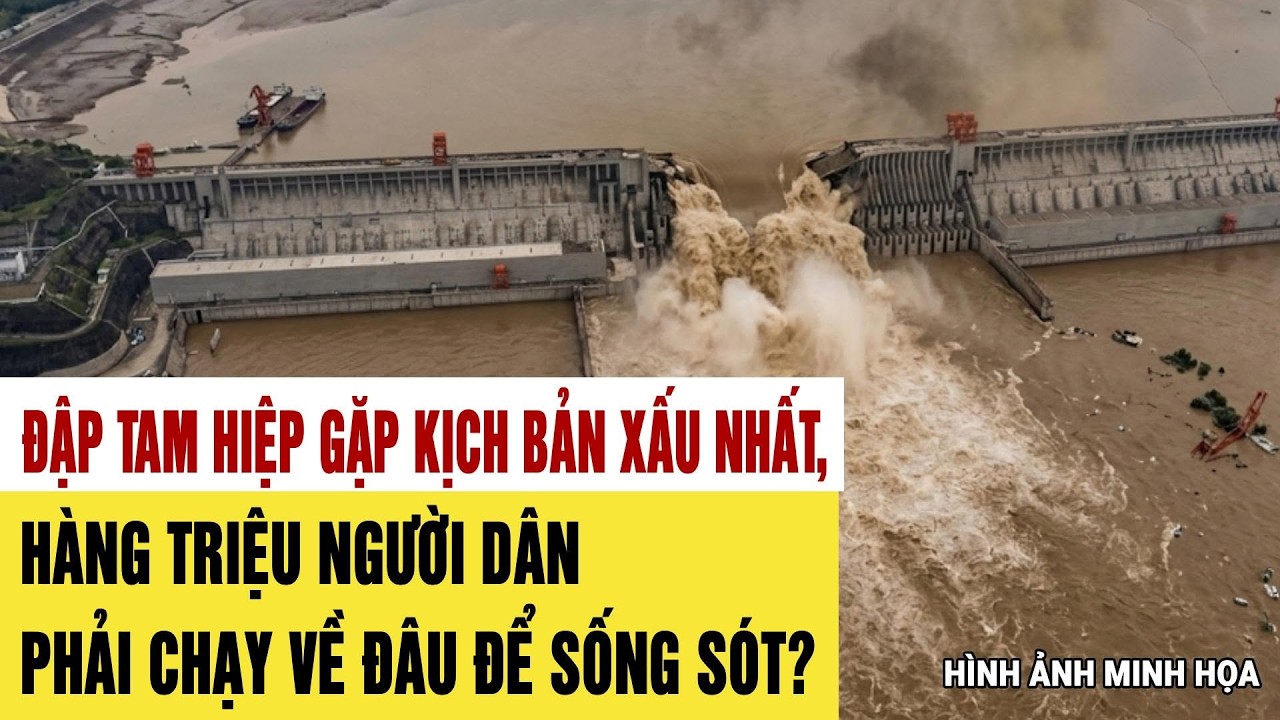 ĐẬP TAM HIỆP GẶP KỊCH BẢN XẤU NHẤT,
HÀNG TRIỆU NGƯỜI DÂN
PHẢI CHẠY VỀ ĐÂU ĐỂ SỐNG SÓT?
HÌNH ẢNH MINH HỌA